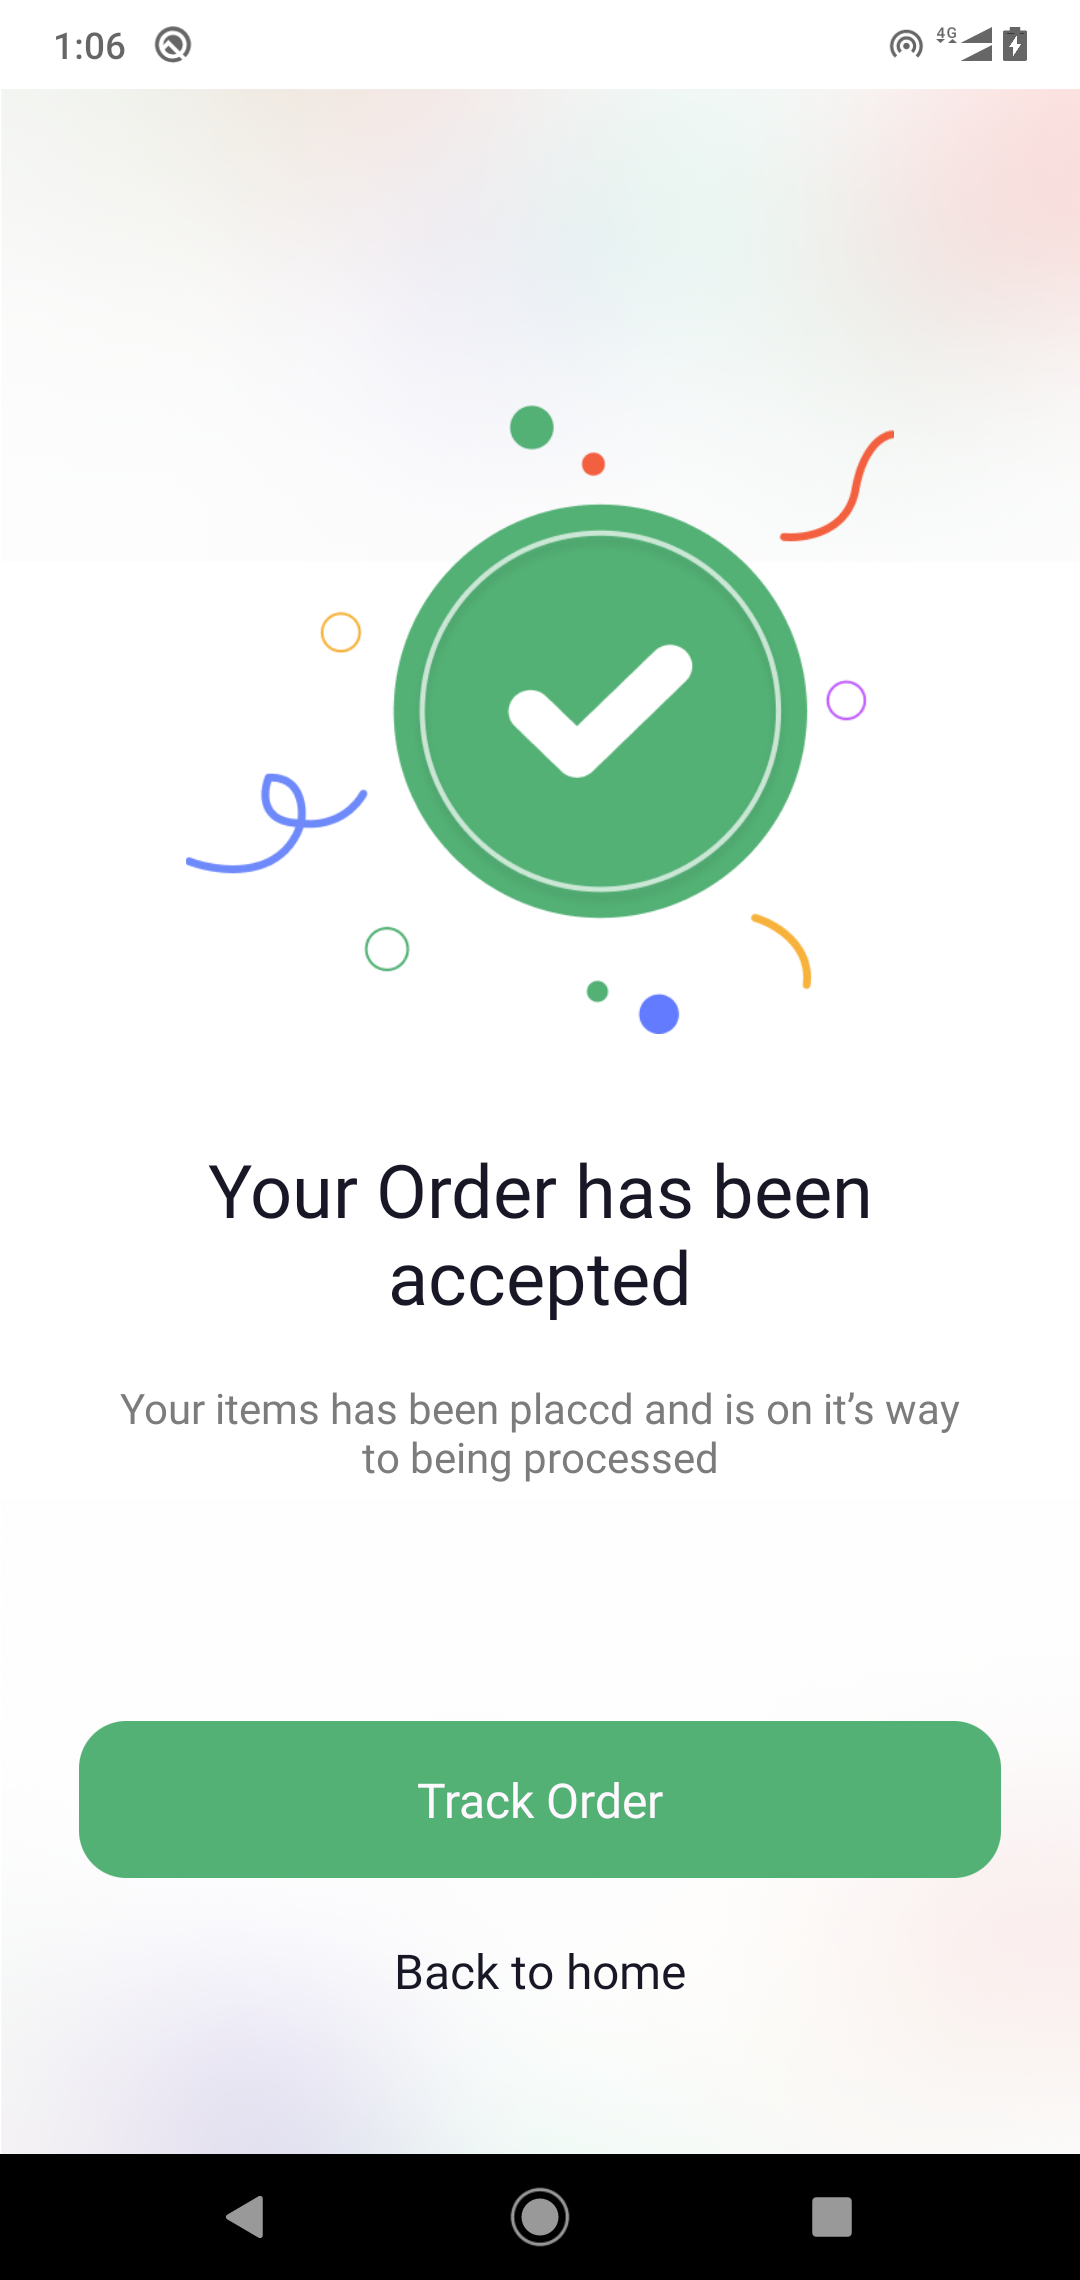 1:06
4G
Your Order has been
accepted
Your items has been placcd and is on it’s way
to being processed
Track Order
Back to home